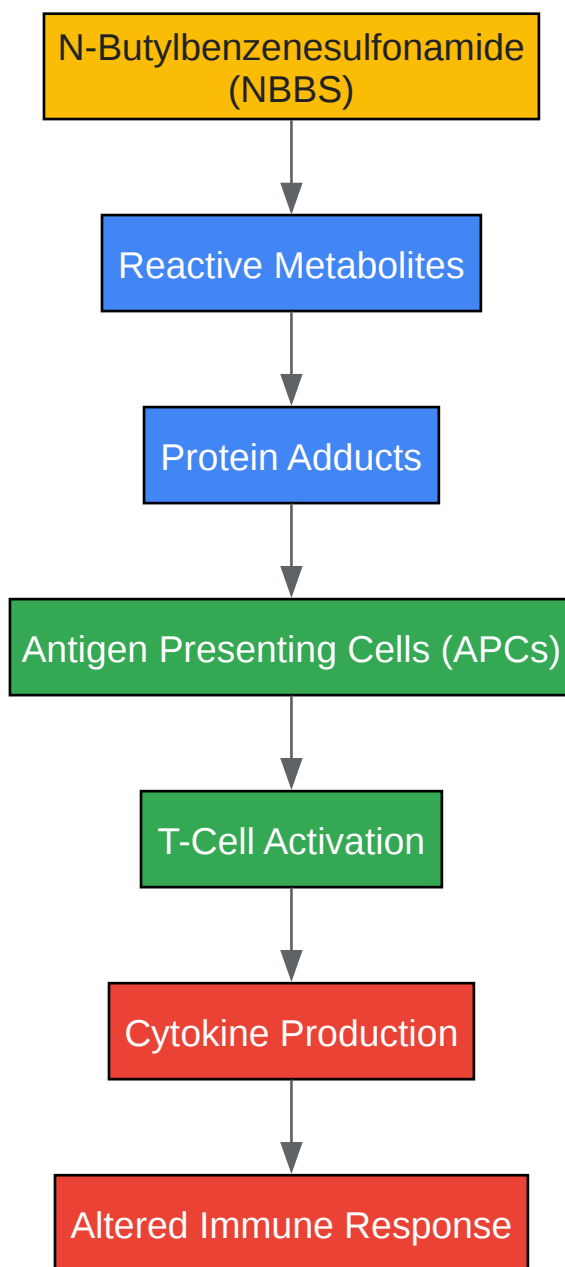 N-Butylbenzenesulfonamide
(NBBS)
Reactive Metabolites
Protein Adducts
Antigen Presenting Cells (APCs)
T-Cell Activation
Cytokine Production
Altered Immune Response